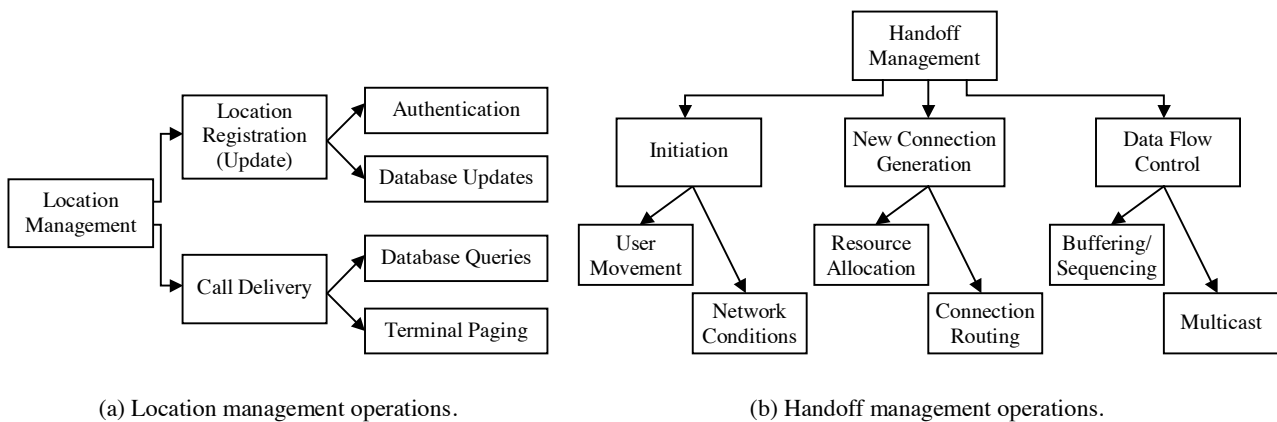 Location
Management
Location
Registration
(Update)
Call Delivery
Authentication
Database Updates
Database Queries
Terminal Paging
(a) Location management operations.
Handoff
Management
Initiation
New Connection
Generation
Data Flow
Control
User
Movement
Network
Conditions
Resource
Allocation
Connection
Routing
Buffering/
Sequencing
Multicast
(b) Handoff management operations.